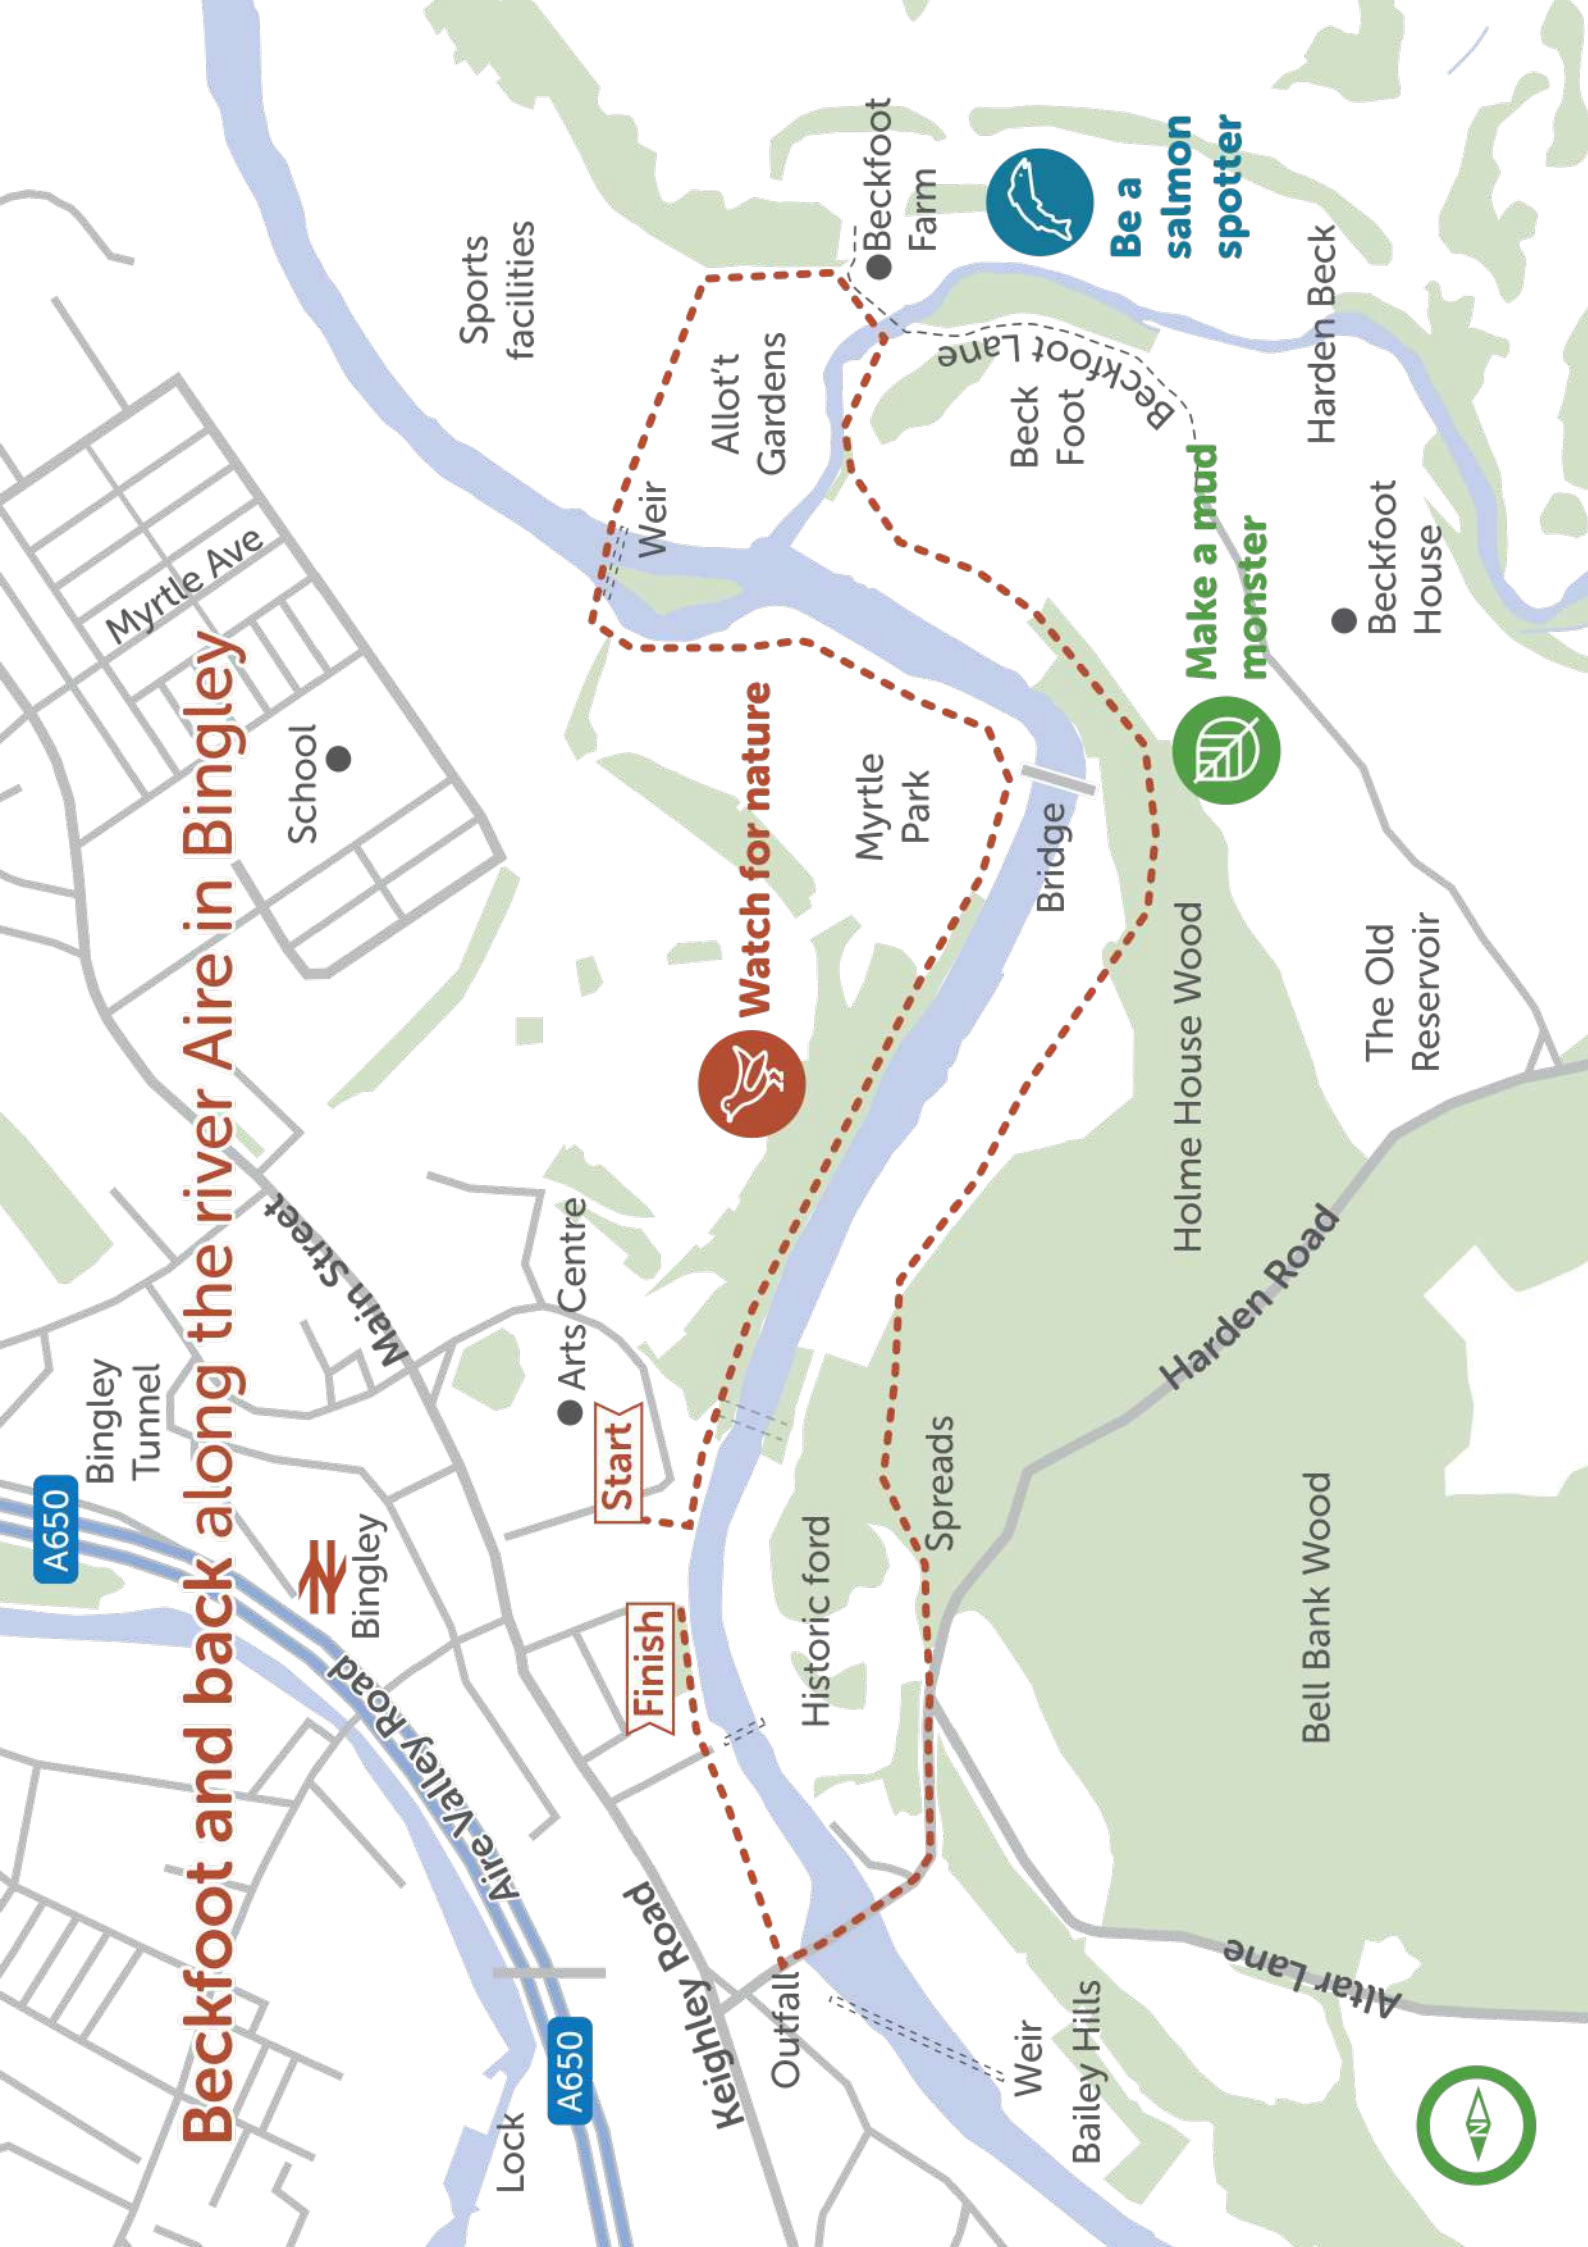 Beckfoot and back along the river Aire in Bingley
A650
Bingley
Tunnel
Myrtle Ave
School
Main Street
Bingley
Aire Valley Road
A650
Lock
Keighley Road
Arts Centre
Start
Finish
Sports
facilities
Weir
Allot't
Gardens
Watch for nature
Myrtle
Park
Beckfoot
Farm
Be a
salmon
spotter
Beckfoot Lane
Beck
Foot
Harden Beck
Make a mud
monster
Beckfoot
House
Bridge
Holme House Wood
The Old
Reservoir
Harden Road
Historic ford
Spreads
Outfall
Weir
Bailey Hills
Bell Bank Wood
Altar Lane
N